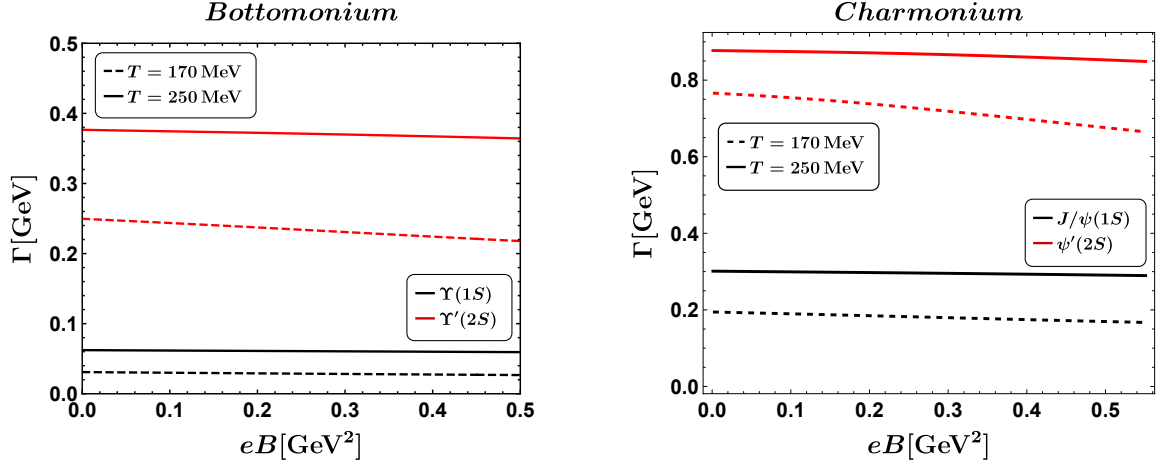 Bottomonium
0.5
0.4
0.3
0.2
0.1
0.0
Γ[GeV]
T = 170 MeV
T = 250 MeV
Υ(1S)
Υ′(2S)
0.0 0.1 0.2 0.3 0.4 0.5
eB[GeV²]
Charmonium
0.8
0.6
0.4
0.2
0.0
Γ[GeV]
T = 170 MeV
T = 250 MeV
J/ψ(1S)
ψ′(2S)
0.0 0.1 0.2 0.3 0.4 0.5
eB[GeV²]